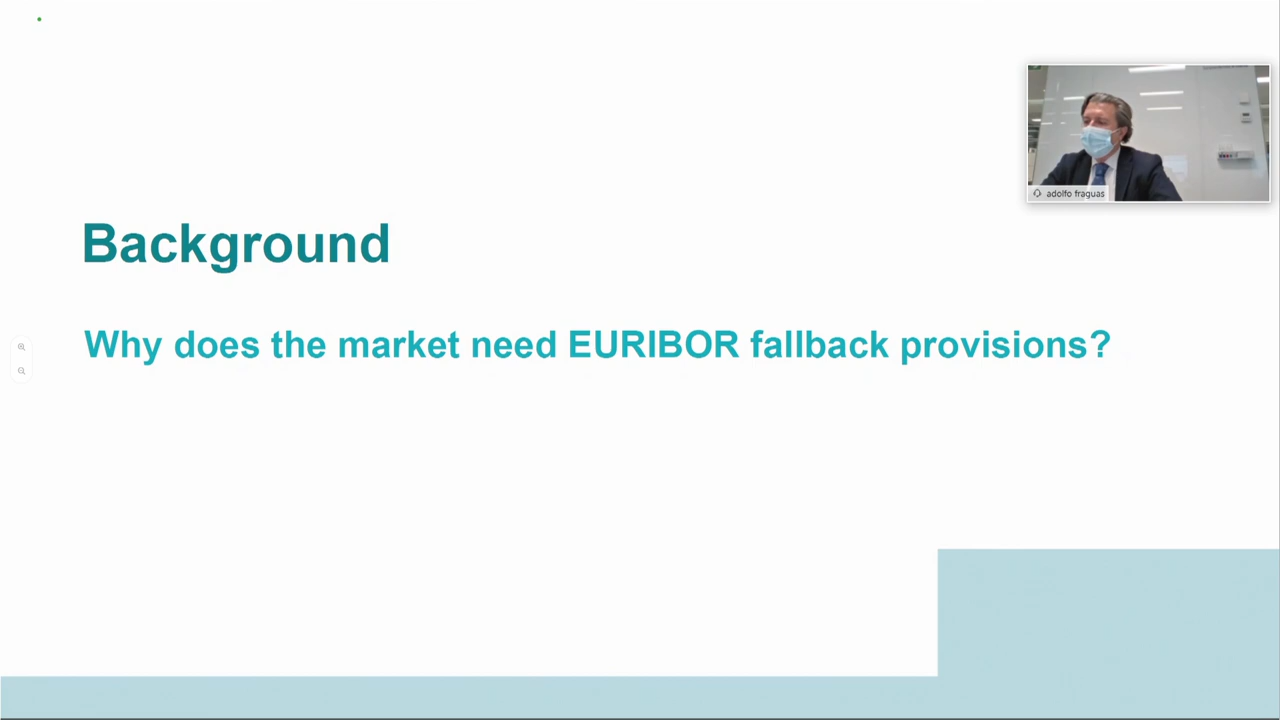 Background
Why does the market need EURIBOR fallback provisions?
adolfo fraguas